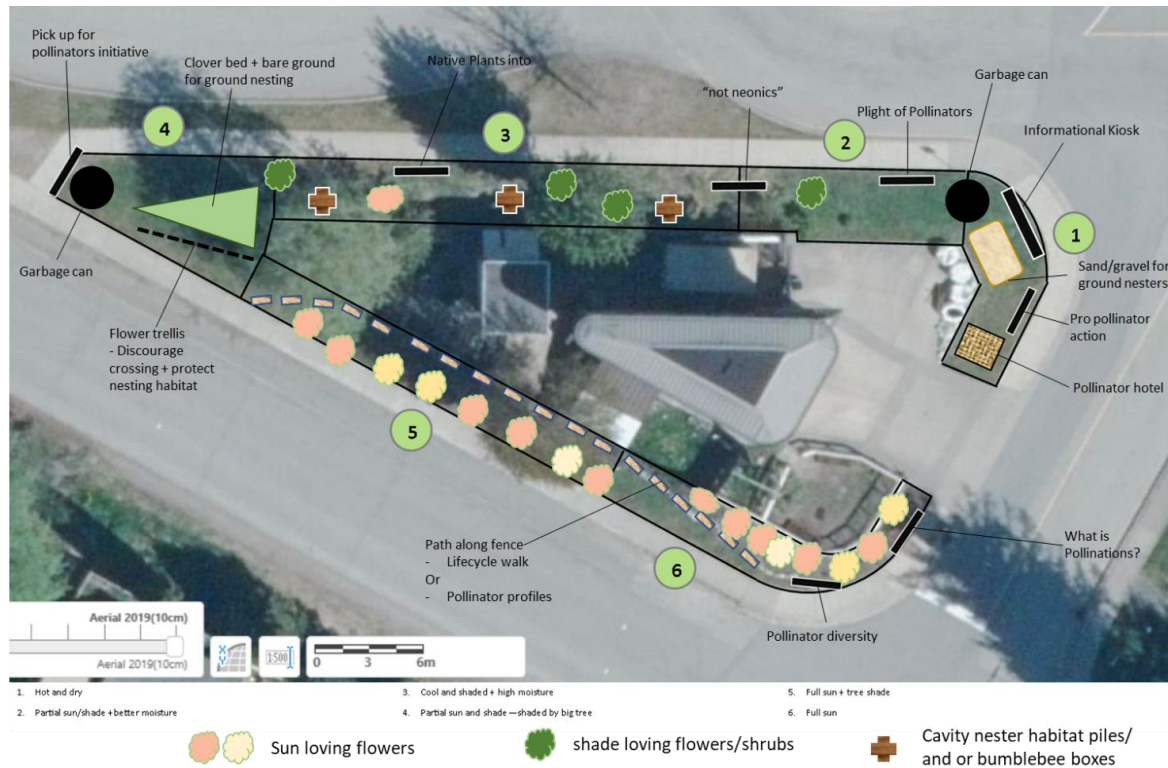 Pick up for
pollinators initiative
Clover bed + bare ground
for ground nesting
Native Plants into
"not neonics"
Garbage can
Plight of Pollinators
Informational Kiosk
4
3
2
1
Garbage can
Sand/gravel for
ground nesters
Pro pollinator
action
Pollinator hotel
Flower trellis
- Discourage
crossing + protect
nesting habitat
5
Path along fence
- Lifecycle walk
Or
- Pollinator profiles
6
What is
Pollinations?
Pollinator diversity
Aerial 2019(10cm)
Aerial 2019(10cm)
X Y
1:500
0 3 6m
1. Hot and dry
2. Partial sun/shade +better moisture
3. Cool and shaded + high moisture
4. Partial sun and shade —shaded by big tree
5. Full sun + tree shade
6. Full sun
Sun loving flowers
shade loving flowers/shrubs
Cavity nester habitat piles/
and or bumblebee boxes